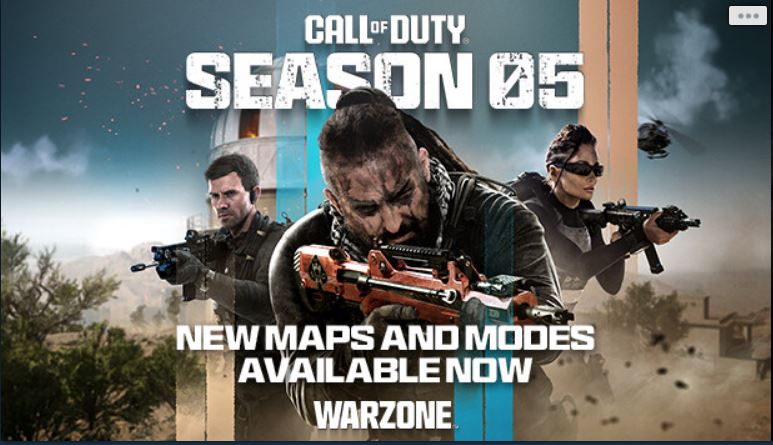 CALL OF DUTY
SEASON 05
NEW MAPS AND MODES
AVAILABLE NOW
WARZONE